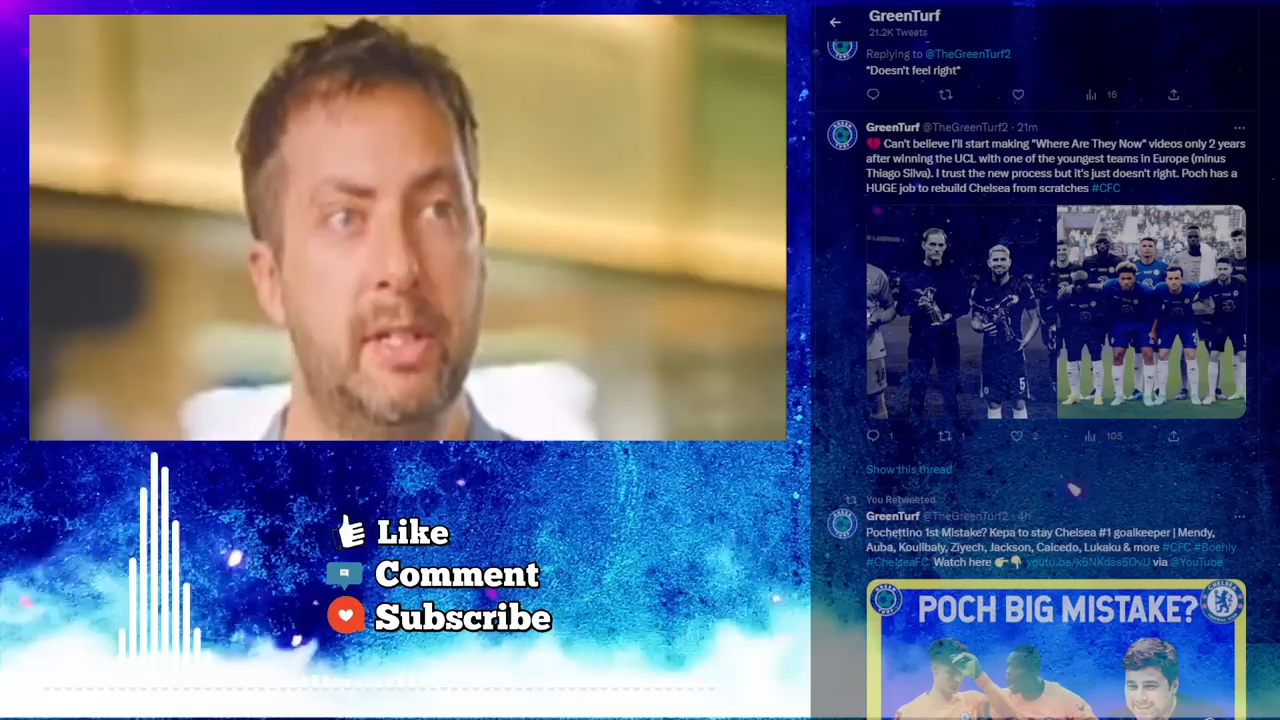 GreenTurf
21.2K Tweets
Replying to @TheGreenTurf2
*Doesn't feel right*
16
GreenTurf @TheGreenTurf2 · 21m
Can't believe I'll start making "Where Are They Now" videos only 2 years
after winning the UCL with one of the youngest teams in Europe (minus
Thiago Silva). I trust the new process but it's just doesn't right. Poch has a
HUGE job to rebuild Chelsea from scratches #CFC
5
1 1 2 105
Show this thread
You Retweeted
GreenTurf @TheGreenTurf2 · 4h
Pochettino 1st Mistake? Kepa to stay Chelsea #1 goalkeeper | Mendy,
Auba, Koulibaly, Ziyech, Jackson, Caicedo, Lukaku & more #CFC #Boehly
#ChelseaFC Watch here youtu.be/k6NKdss5OvU via @YouTube
POCH BIG MISTAKE?
Like
Comment
Subscribe